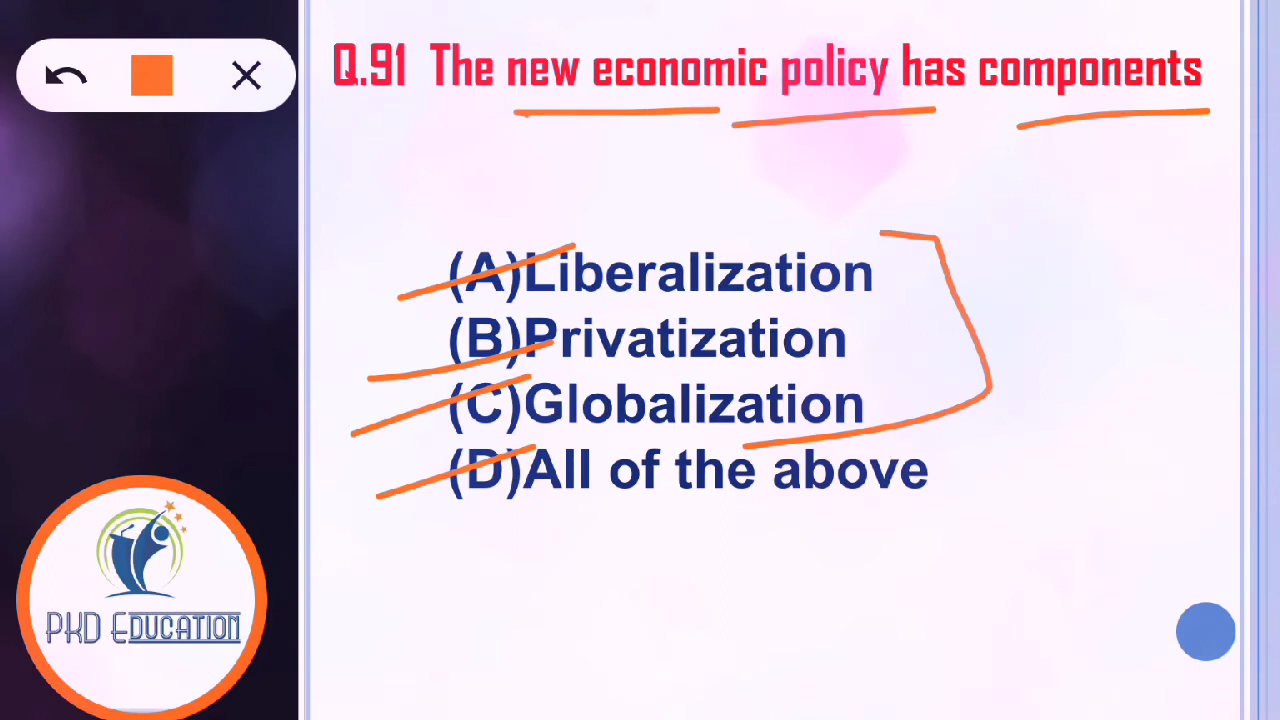 Q.91 The new economic policy has components
(A)Liberalization
(B)Privatization
(C)Globalization
(D)All of the above
PKD EDUCATION